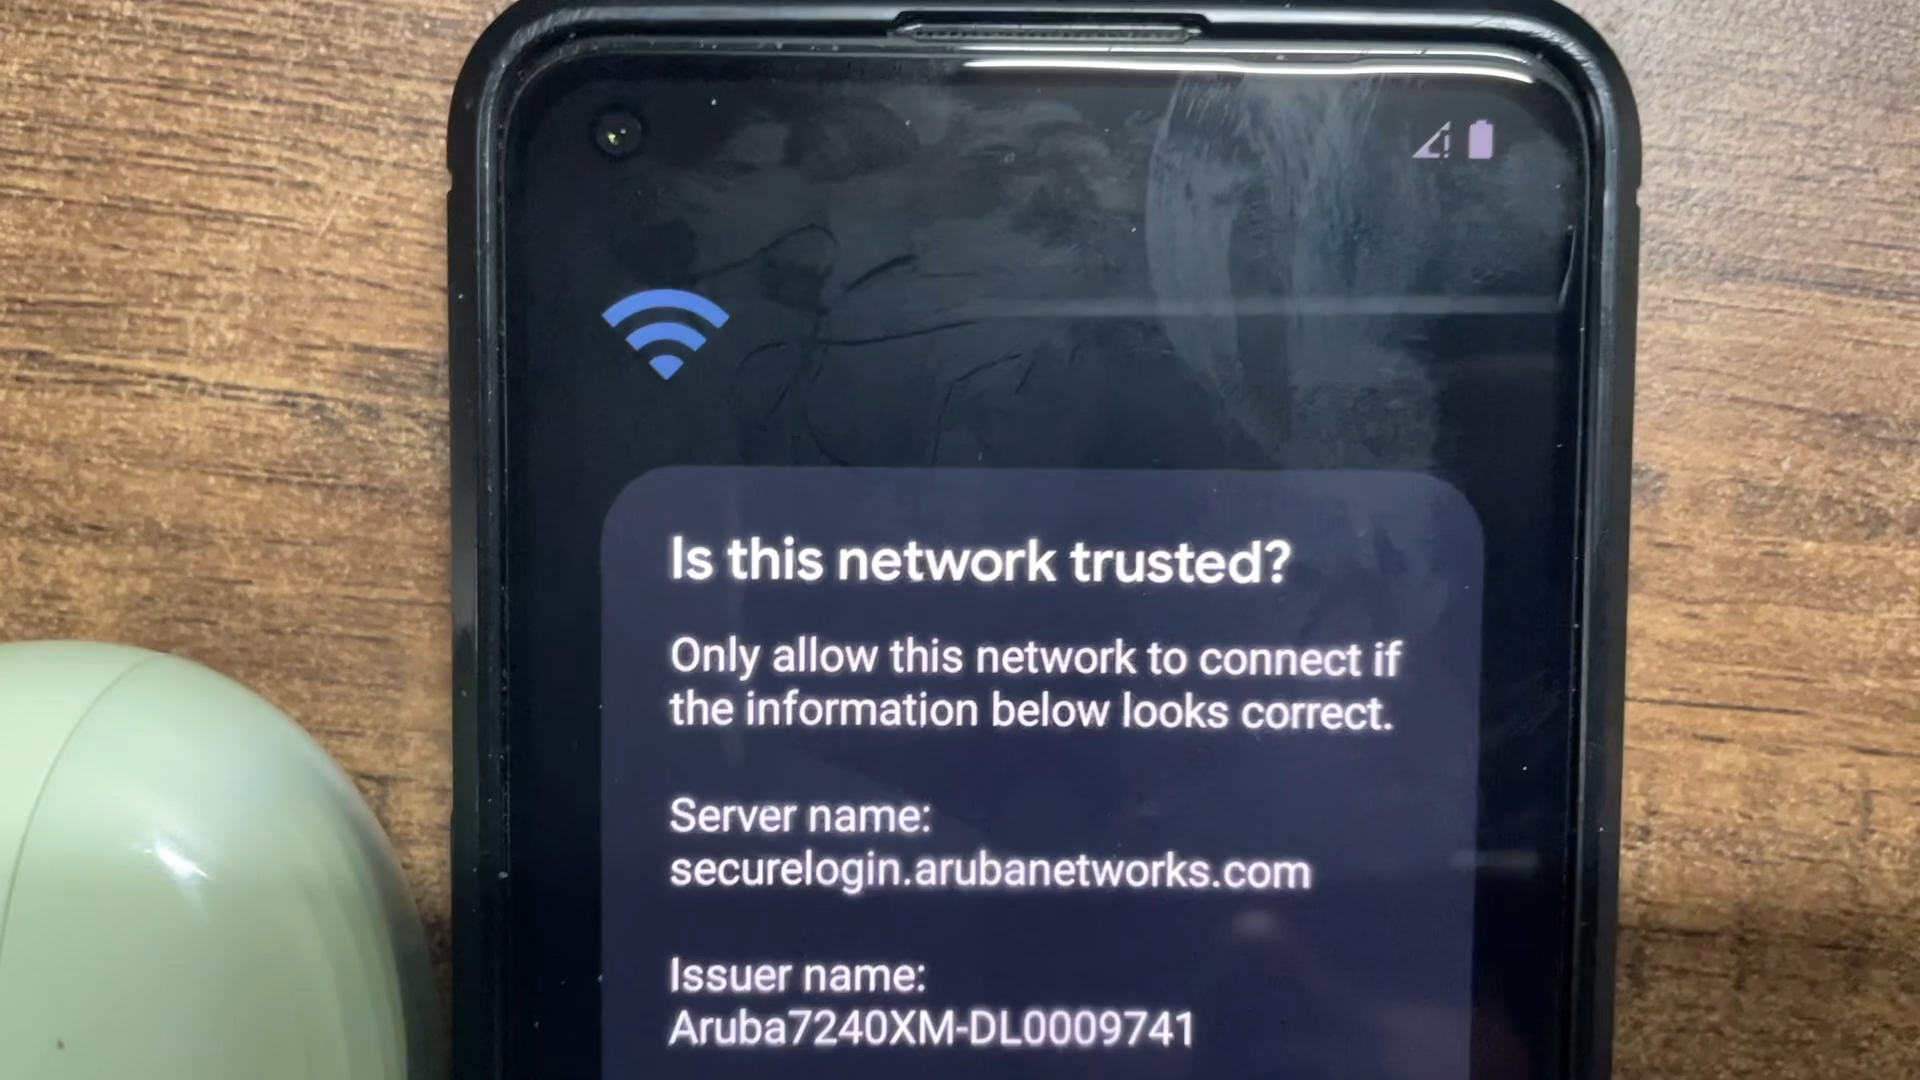 Is this network trusted?
Only allow this network to connect if
the information below looks correct.
Server name:
securelogin.arubanetworks.com
Issuer name:
Aruba7240XM-DL0009741